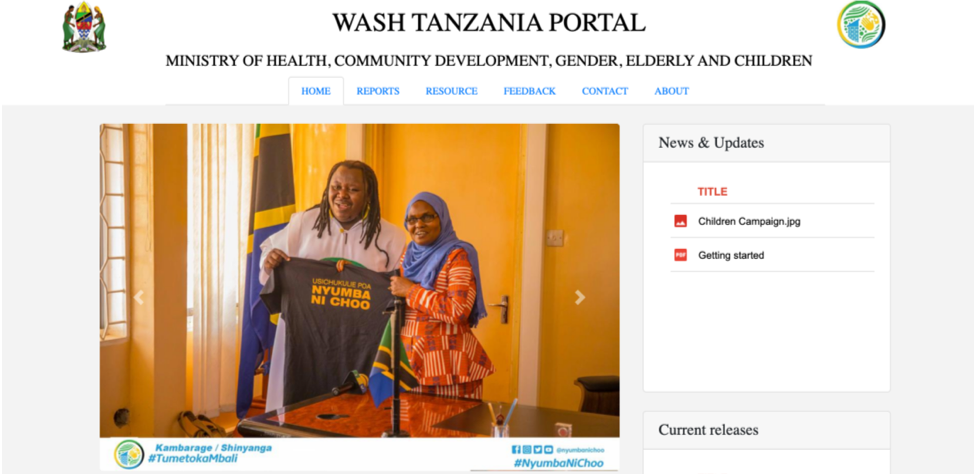 WASH TANZANIA PORTAL
MINISTRY OF HEALTH, COMMUNITY DEVELOPMENT, GENDER, ELDERLY AND CHILDREN
HOME REPORTS RESOURCE FEEDBACK CONTACT ABOUT
USICHUKULIE POA
NYUMBA
NI CHOO
Kambarage / Shinyanga
#TumetokaMbali
@nyumbanichoo
#NyumbaNiChoo
News & Updates
TITLE
Children Campaign.jpg
PDF Getting started
Current releases